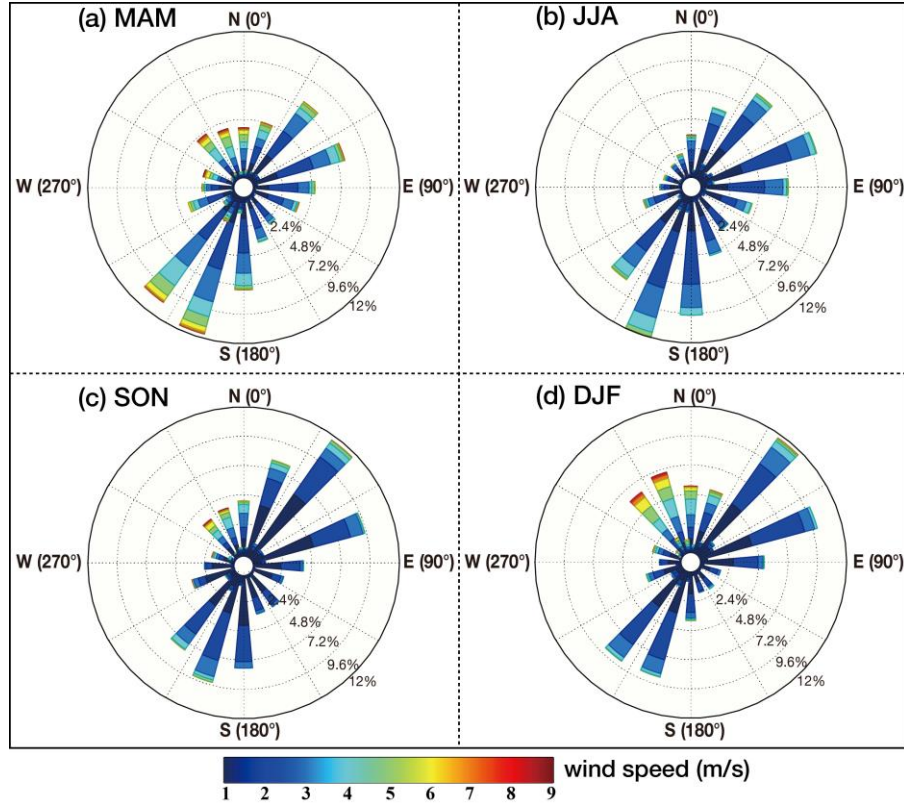 (a) MAM
N (0°)
W (270°)
E (90°)
S (180°)
2.4%
4.8%
7.2%
9.6%
12%
(b) JJA
N (0°)
W (270°)
E (90°)
S (180°)
2.4%
4.8%
7.2%
9.6%
12%
(c) SON
N (0°)
W (270°)
E (90°)
S (180°)
2.4%
4.8%
7.2%
9.6%
12%
(d) DJF
N (0°)
W (270°)
E (90°)
S (180°)
2.4%
4.8%
7.2%
9.6%
12%
wind speed (m/s)
1 2 3 4 5 6 7 8 9